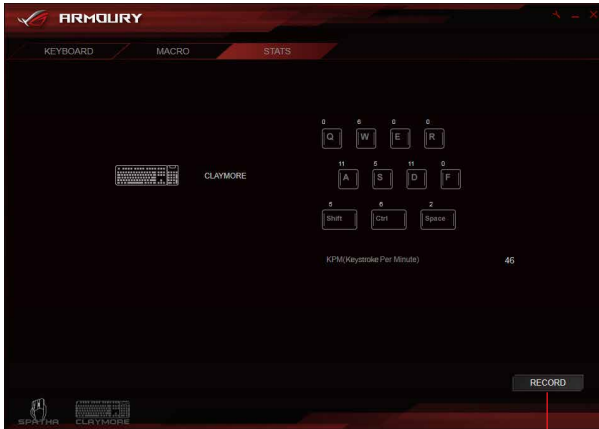 ARMOURY
KEYBOARD MACRO STATS
0 6 0 0
Q W E R
11 5 11 0
A S D F
CLAYMORE
5 6 2
Shift Ctrl Space
KPM(Keystroke Per Minute) 46
RECORD
SPATHA CLAYMORE